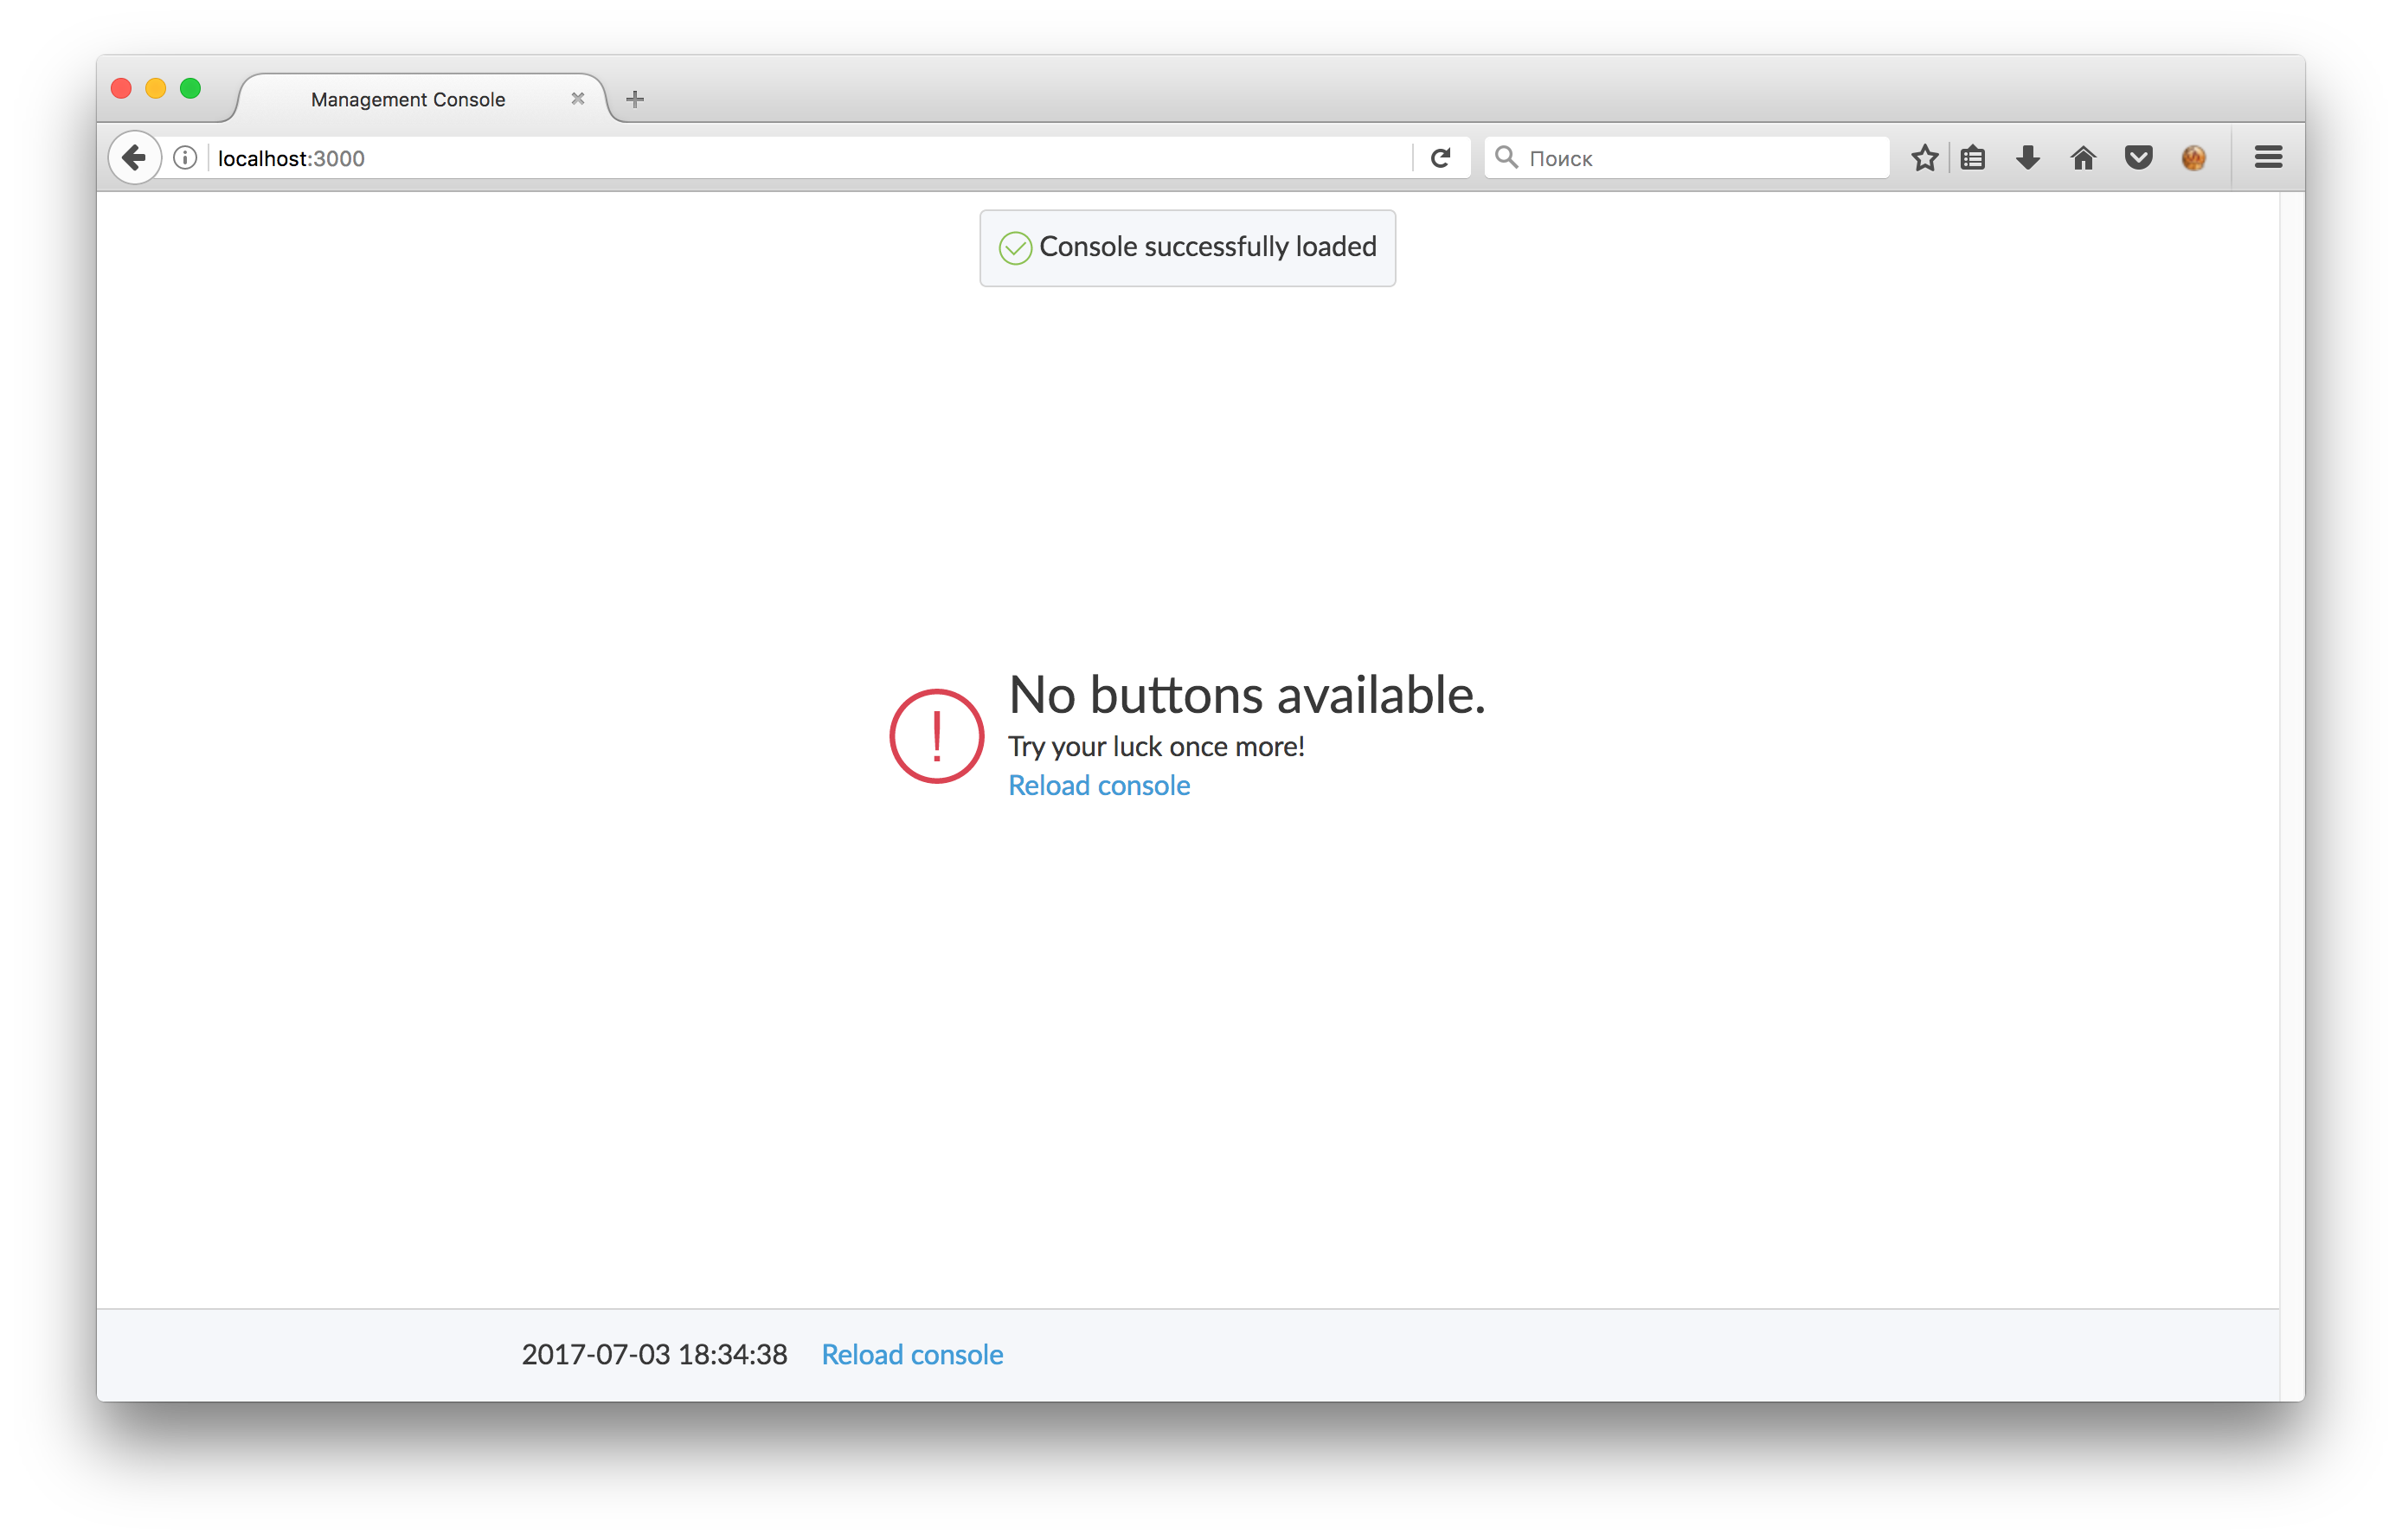 Management Console
localhost:3000
Поиск
Console successfully loaded
No buttons available.
Try your luck once more!
Reload console
2017-07-03 18:34:38 Reload console